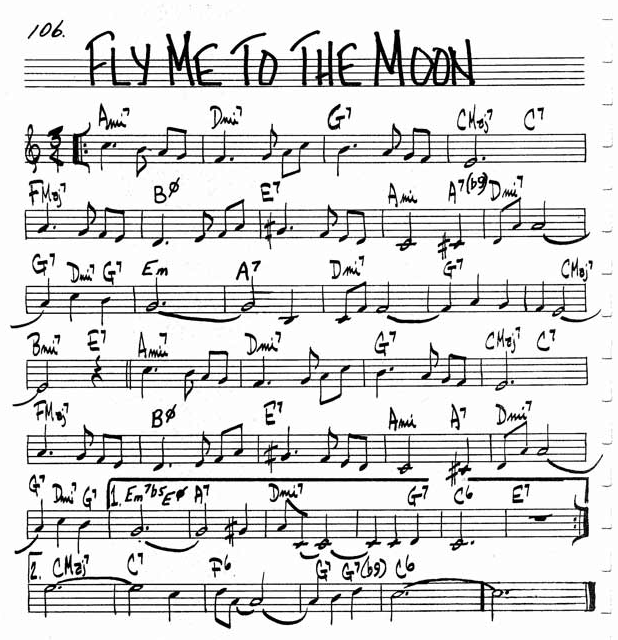 106.
FLY ME TO THE MOON
Ami7 Dmi7 G7 CMaj7 C7
3/4
FMaj7 BØ E7 Ami A7(b9) Dmi7
G7 Dmi7 G7 Em A7 Dmi7 G7 CMaj7
Bmi7 E7 Ami7 Dmi7 G7 CMaj7 C7
FMaj7 BØ E7 Ami A7 Dmi7
G7 Dmi7 G7 1. Em7b5 EØ A7 Dmi7 G7 C6 E7
2. CMaj7 C7 F6 G7 G7(b9) C6